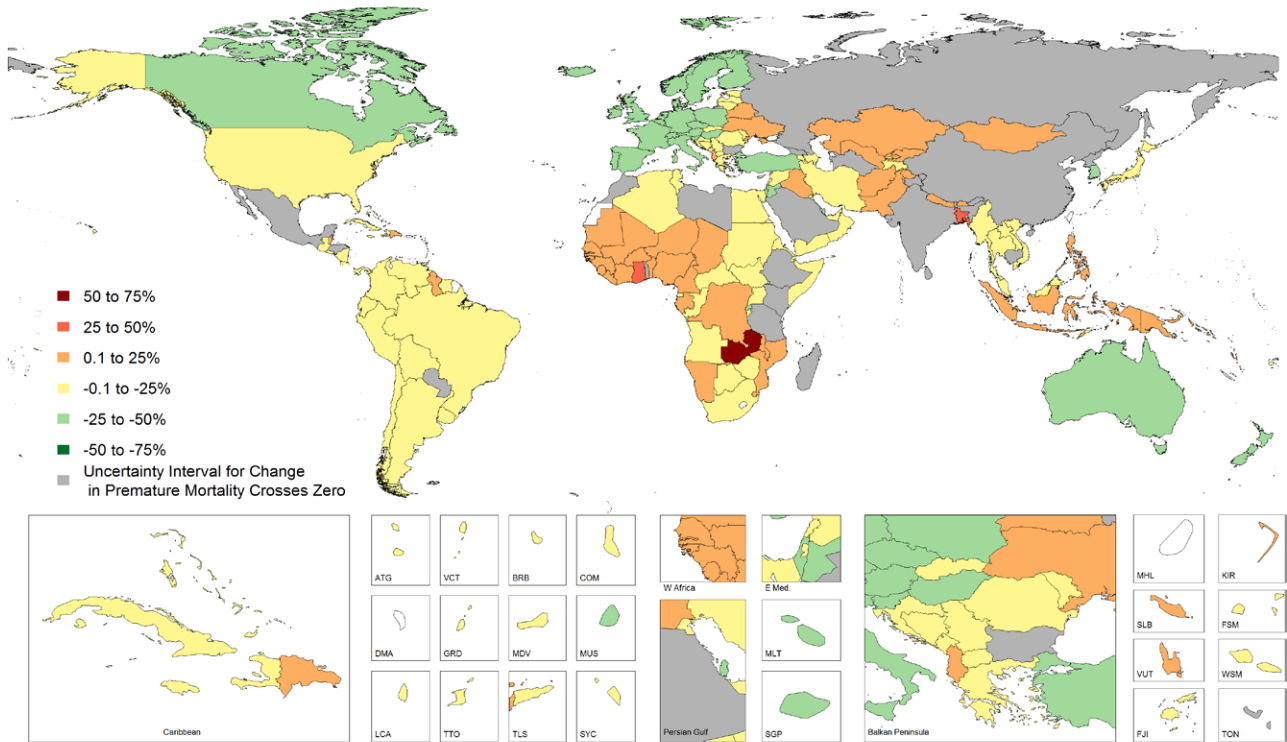 50 to 75%
25 to 50%
0.1 to 25%
-0.1 to -25%
-25 to -50%
-50 to -75%
Uncertainty Interval for Change
in Premature Mortality Crosses Zero
Caribbean
ATG
VCT
BRB
COM
DMA
GRD
MDV
MUS
LCA
TTO
TLS
SYC
W Africa
E Med.
Persian Gulf
MLT
SGP
Balkan Peninsula
MHL
KIR
SLB
FSM
VUT
WSM
FJI
TON